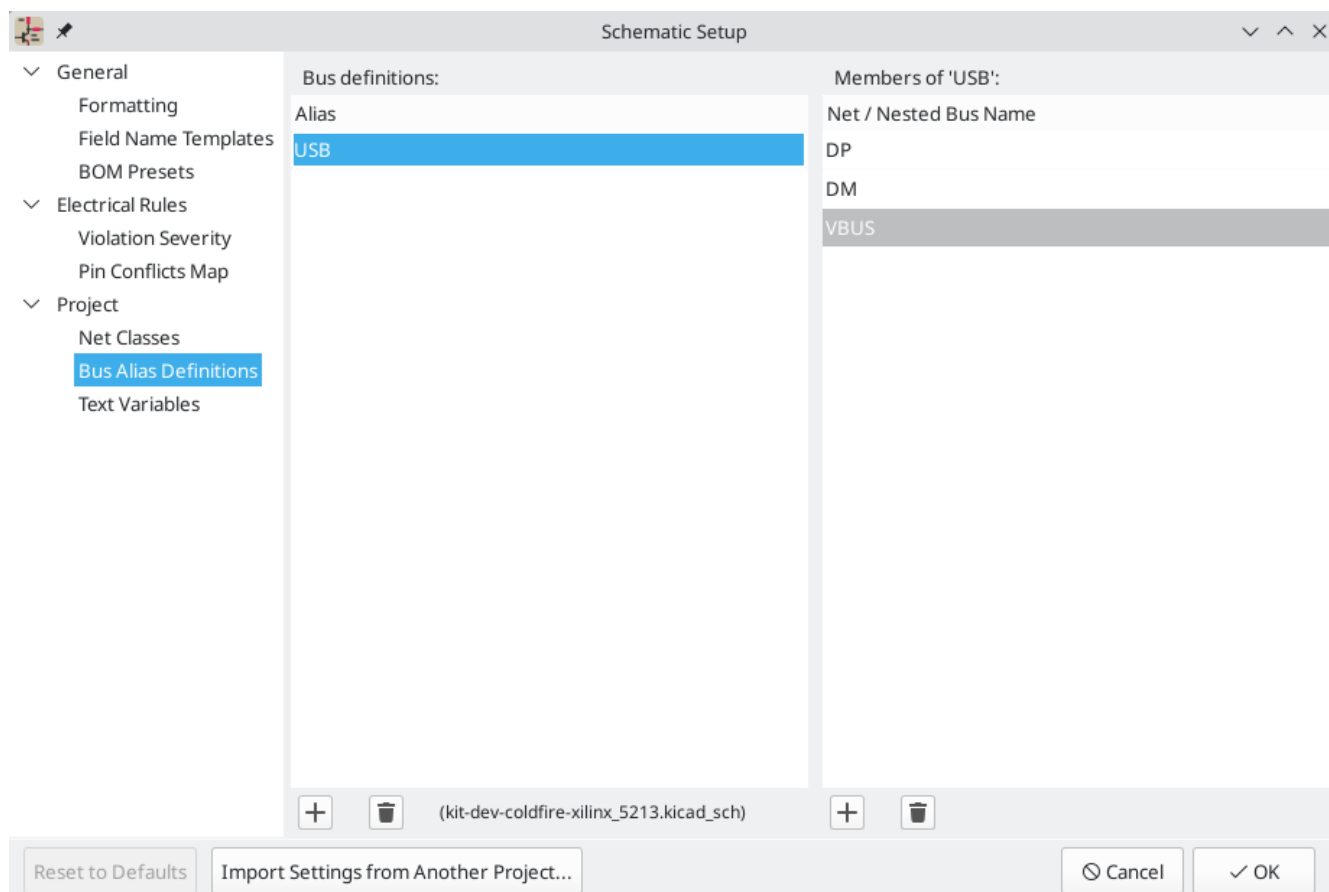 Schematic Setup
General
Formatting
Field Name Templates
BOM Presets
Electrical Rules
Violation Severity
Pin Conflicts Map
Project
Net Classes
Bus Alias Definitions
Text Variables
Bus definitions:
Alias
USB
(kit-dev-coldfire-xilinx_5213.kicad_sch)
Members of 'USB':
Net / Nested Bus Name
DP
DM
VBUS
Reset to Defaults
Import Settings from Another Project...
Cancel
OK